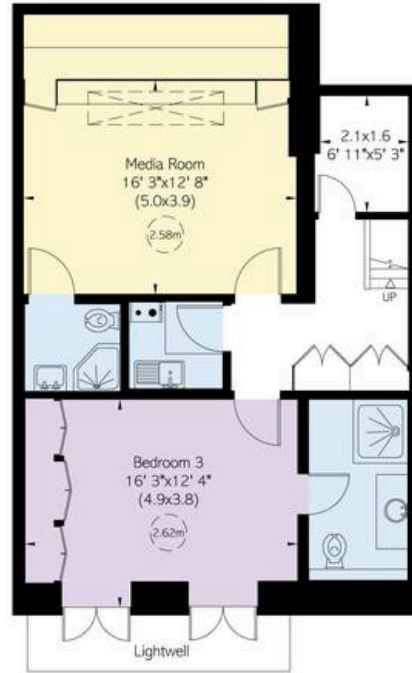 Media Room
16' 3"x12' 8"
(5.0x3.9)
2.58m
2.1x1.6
6' 11"x5' 3"
UP
Bedroom 3
16' 3"x12' 4"
(4.9x3.8)
2.62m
Lightwell